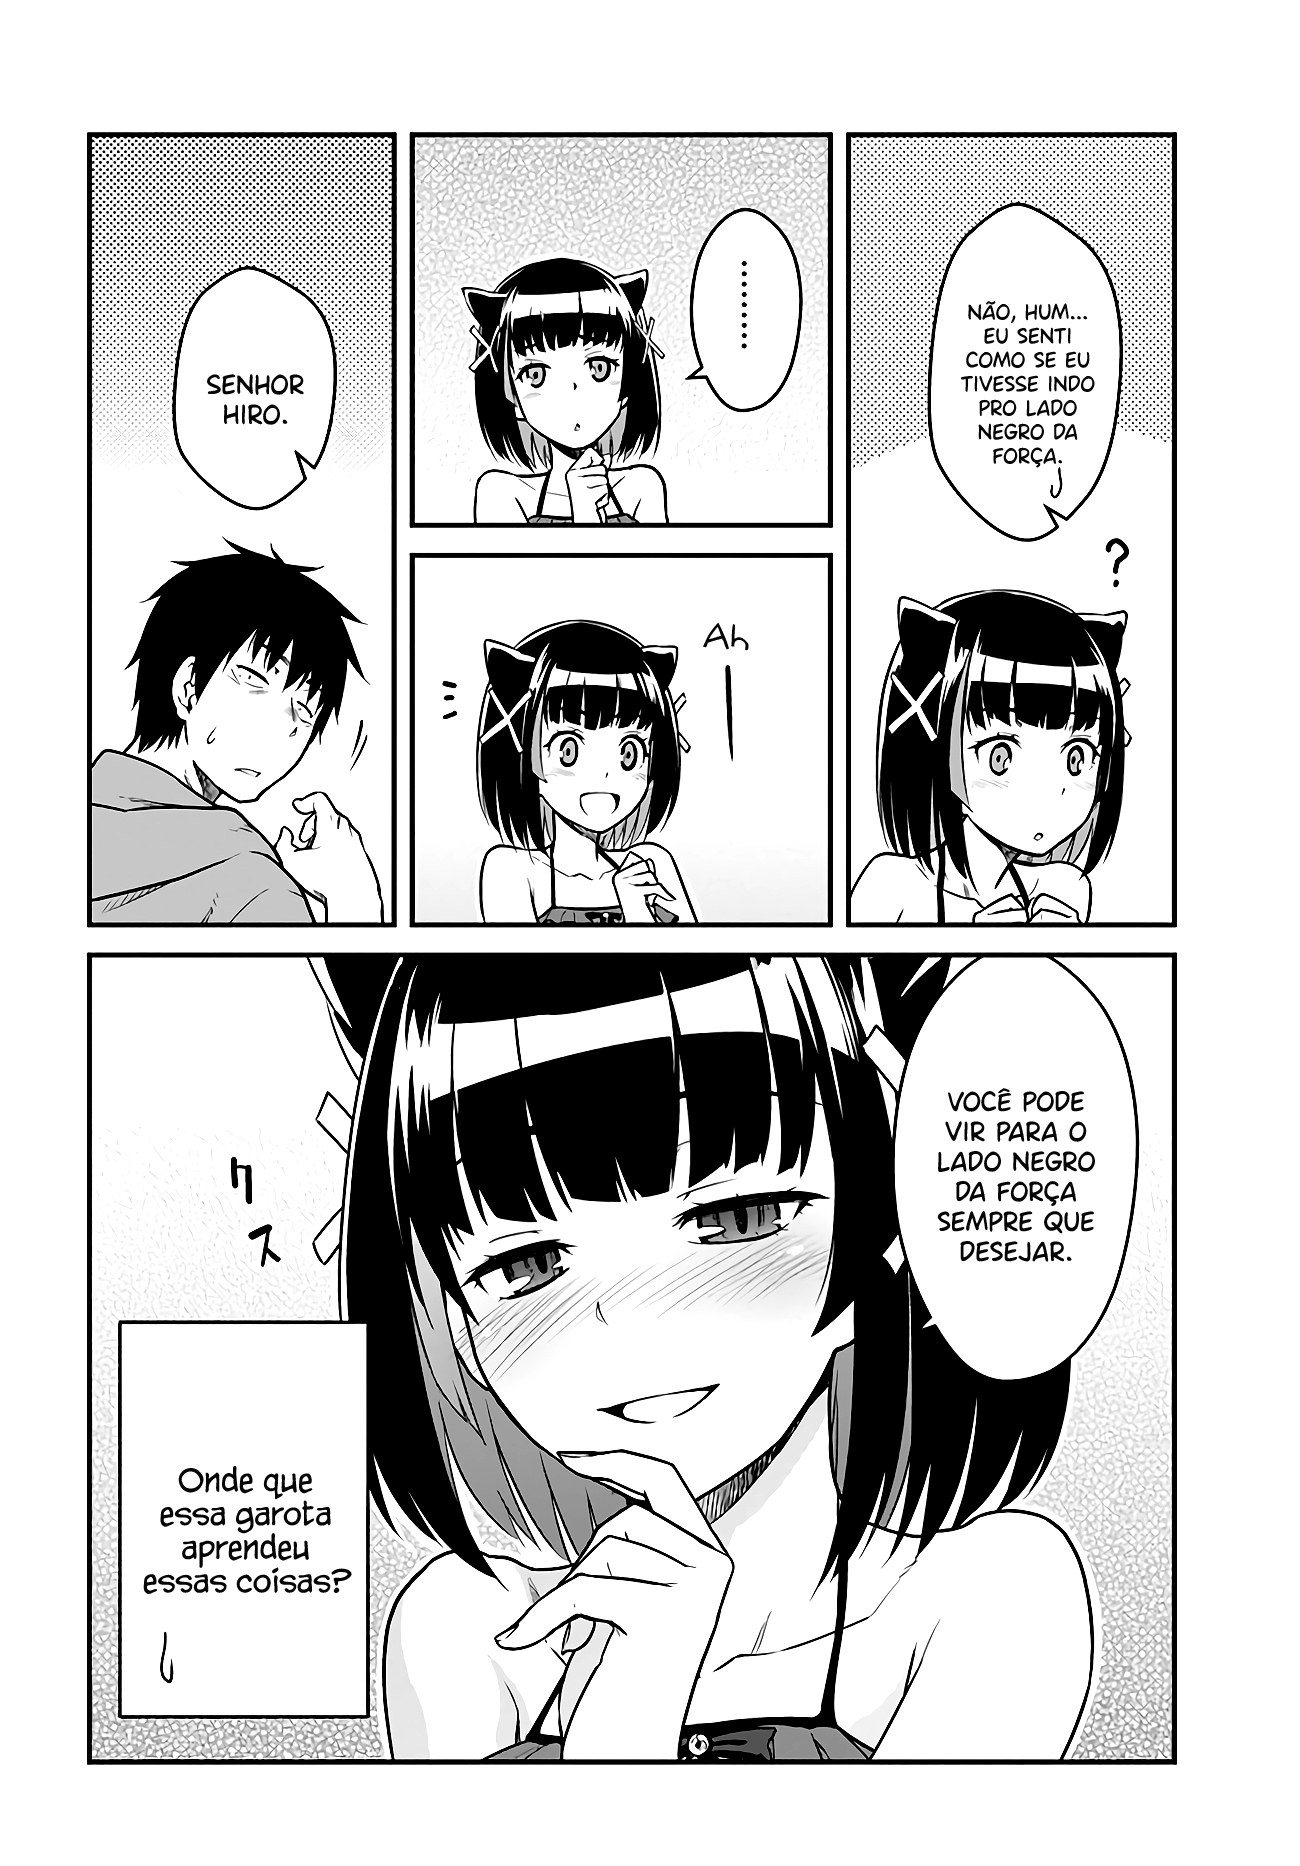 NÃO, HUM...
EU SENTI
COMO SE EU
TIVESSE INDO
PRO LADO
NEGRO DA
FORÇA.
?
.........
Ah
SENHOR
HIRO.
VOCÊ PODE
VIR PARA O
LADO NEGRO
DA FORÇA
SEMPRE QUE
DESEJAR.
クス
Onde que
essa garota
aprendeu
essas coisas?